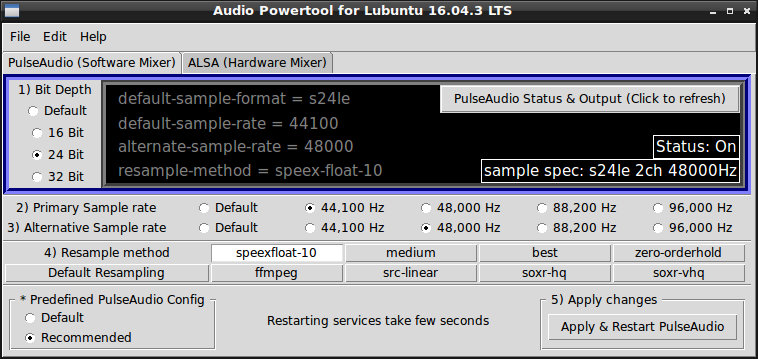 Audio Powertool for Lubuntu 16.04.3 LTS
File Edit Help
PulseAudio (Software Mixer) ALSA (Hardware Mixer)
1) Bit Depth
Default
16 Bit
24 Bit
32 Bit
default-sample-format = s24le
default-sample-rate = 44100
alternate-sample-rate = 48000
resample-method = speex-float-10
PulseAudio Status & Output (Click to refresh)
Status: On
sample spec: s24le 2ch 48000Hz
2) Primary Sample rate Default 44,100 Hz 48,000 Hz 88,200 Hz 96,000 Hz
3) Alternative Sample rate Default 44,100 Hz 48,000 Hz 88,200 Hz 96,000 Hz
4) Resample method speexfloat-10 medium best zero-orderhold
Default Resampling ffmpeg src-linear soxr-hq soxr-vhq
* Predefined PulseAudio Config
Default
Recommended
Restarting services take few seconds
5) Apply changes
Apply & Restart PulseAudio